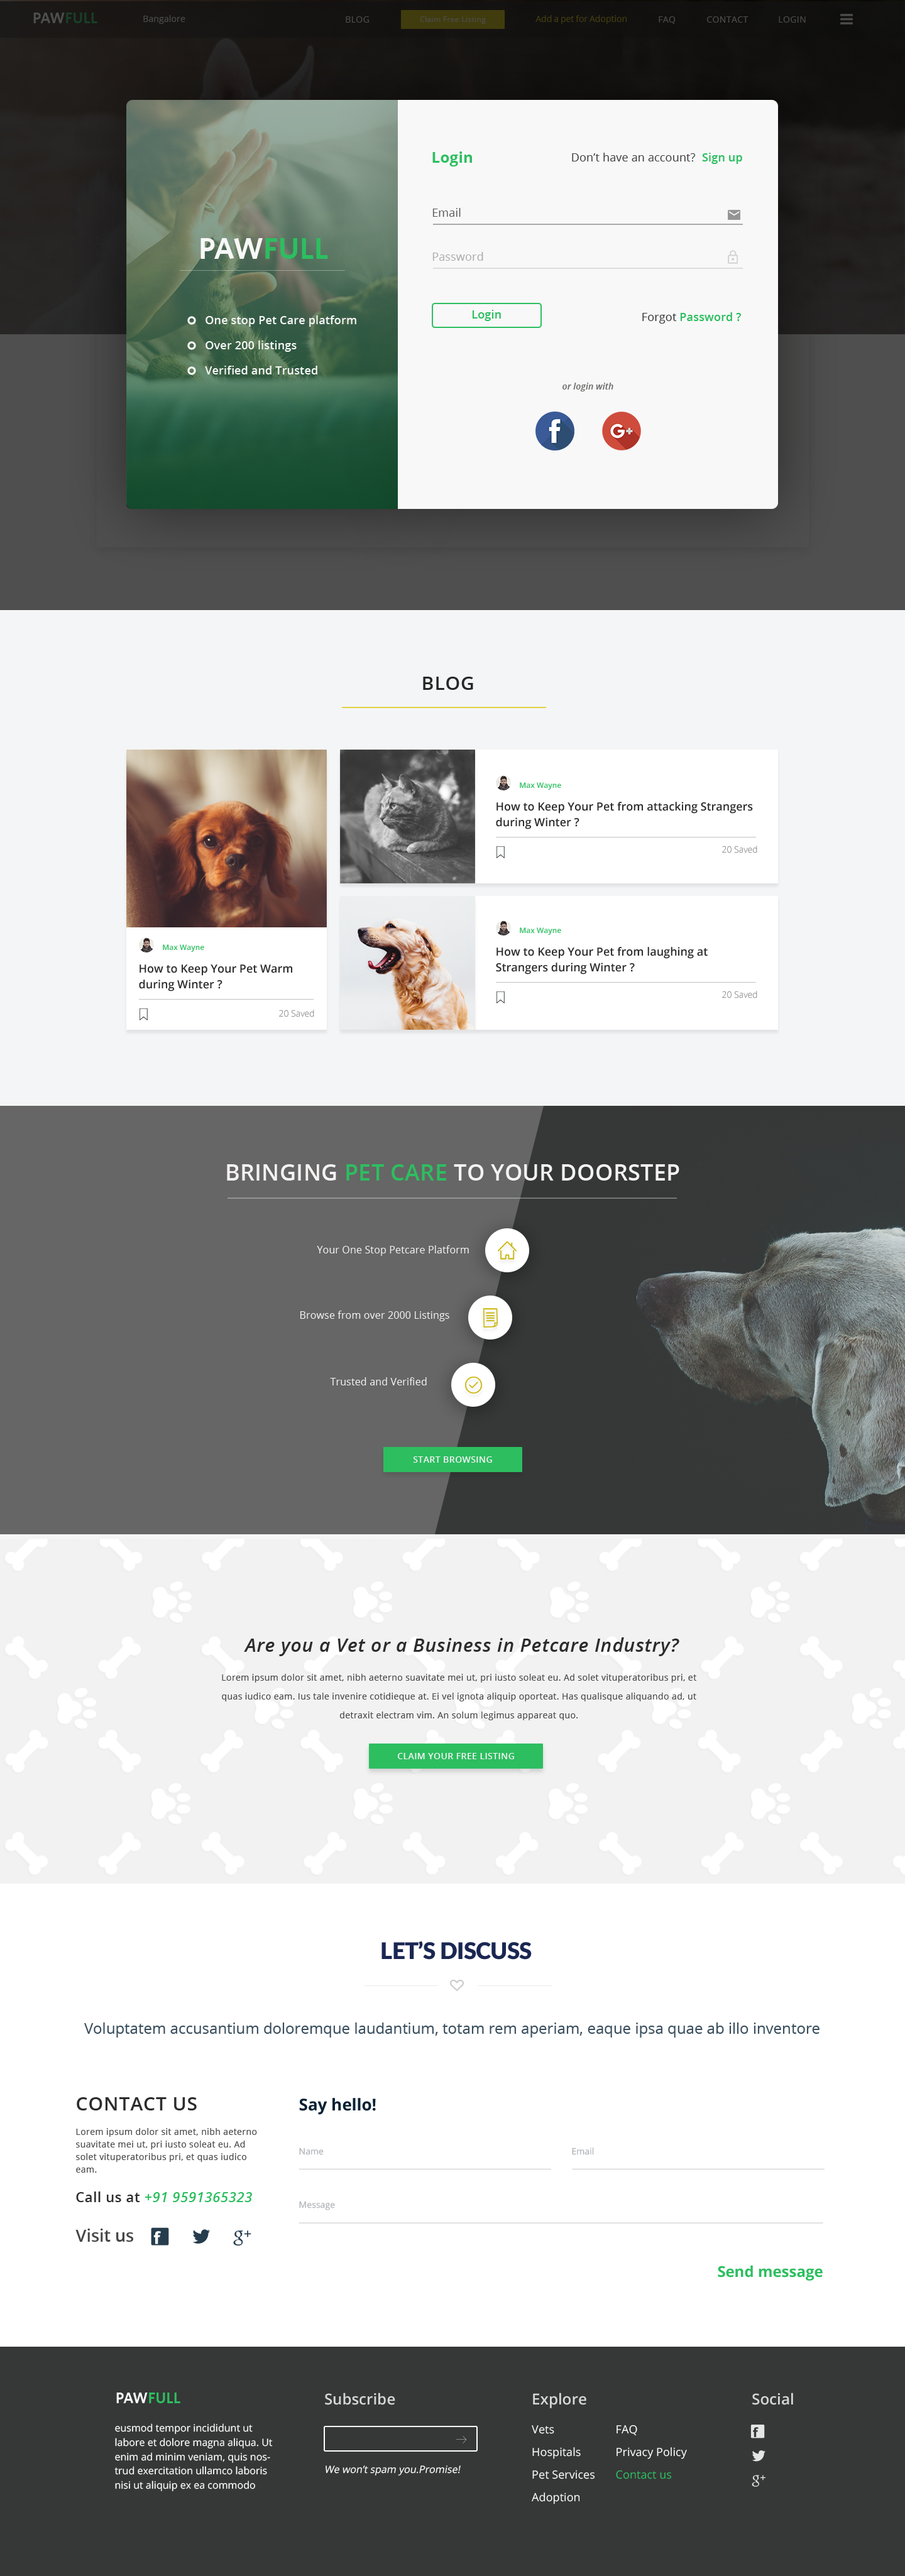 PAWFULL
Bangalore
BLOG
Claim Free Listing
Add a pet for Adoption
FAQ
CONTACT
LOGIN
PAWFULL
One stop Pet Care platform
Over 200 listings
Verified and Trusted
Login
Don't have an account? Sign up
Email
Password
Login
Forgot Password ?
or login with
f
G+
BLOG
Max Wayne
How to Keep Your Pet Warm
during Winter ?
20 Saved
Max Wayne
How to Keep Your Pet from attacking Strangers
during Winter ?
20 Saved
Max Wayne
How to Keep Your Pet from laughing at
Strangers during Winter ?
20 Saved
BRINGING PET CARE TO YOUR DOORSTEP
Your One Stop Petcare Platform
Browse from over 2000 Listings
Trusted and Verified
START BROWSING
Are you a Vet or a Business in Petcare Industry?
Lorem ipsum dolor sit amet, nibh aeterno suavitate mei ut, pri iusto soleat eu. Ad solet vituperatoribus pri, et
quas iudico eam. Ius tale invenire cotidieque at. Ei vel ignota aliquip oporteat. Has qualisque aliquando ad, ut
detraxit electram vim. An solum legimus appareat quo.
CLAIM YOUR FREE LISTING
LET'S DISCUSS
Voluptatem accusantium doloremque laudantium, totam rem aperiam, eaque ipsa quae ab illo inventore
CONTACT US
Lorem ipsum dolor sit amet, nibh aeterno
suavitate mei ut, pri iusto soleat eu. Ad
solet vituperatoribus pri, et quas iudico
eam.
Call us at +91 9591365323
Visit us
f
g+
Say hello!
Name
Email
Message
Send message
PAWFULL
eusmod tempor incididunt ut
labore et dolore magna aliqua. Ut
enim ad minim veniam, quis nos-
trud exercitation ullamco laboris
nisi ut aliquip ex ea commodo
Subscribe
We won't spam you.Promise!
Explore
Vets
Hospitals
Pet Services
Adoption
FAQ
Privacy Policy
Contact us
Social
f
g+